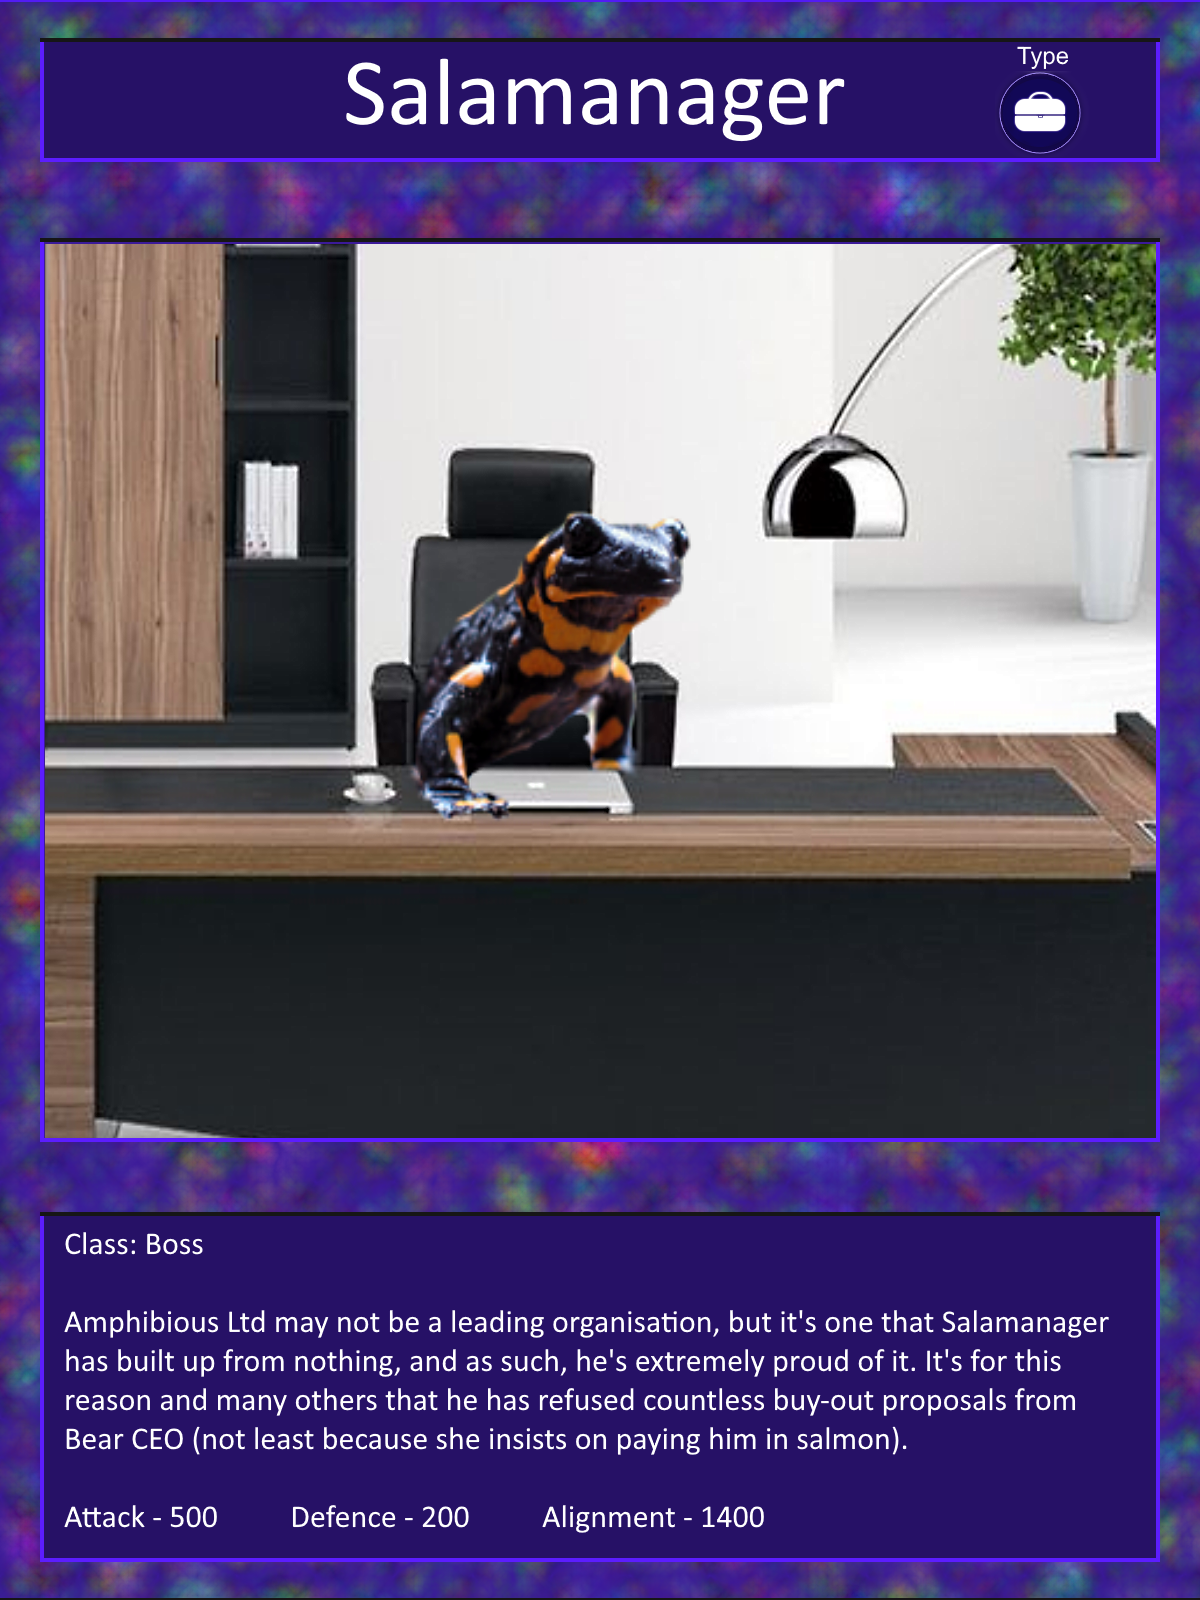 Salamanager
Type
Class: Boss
Amphibious Ltd may not be a leading organisation, but it's one that Salamanager
has built up from nothing, and as such, he's extremely proud of it. It's for this
reason and many others that he has refused countless buy-out proposals from
Bear CEO (not least because she insists on paying him in salmon).
Attack - 500 Defence - 200 Alignment - 1400